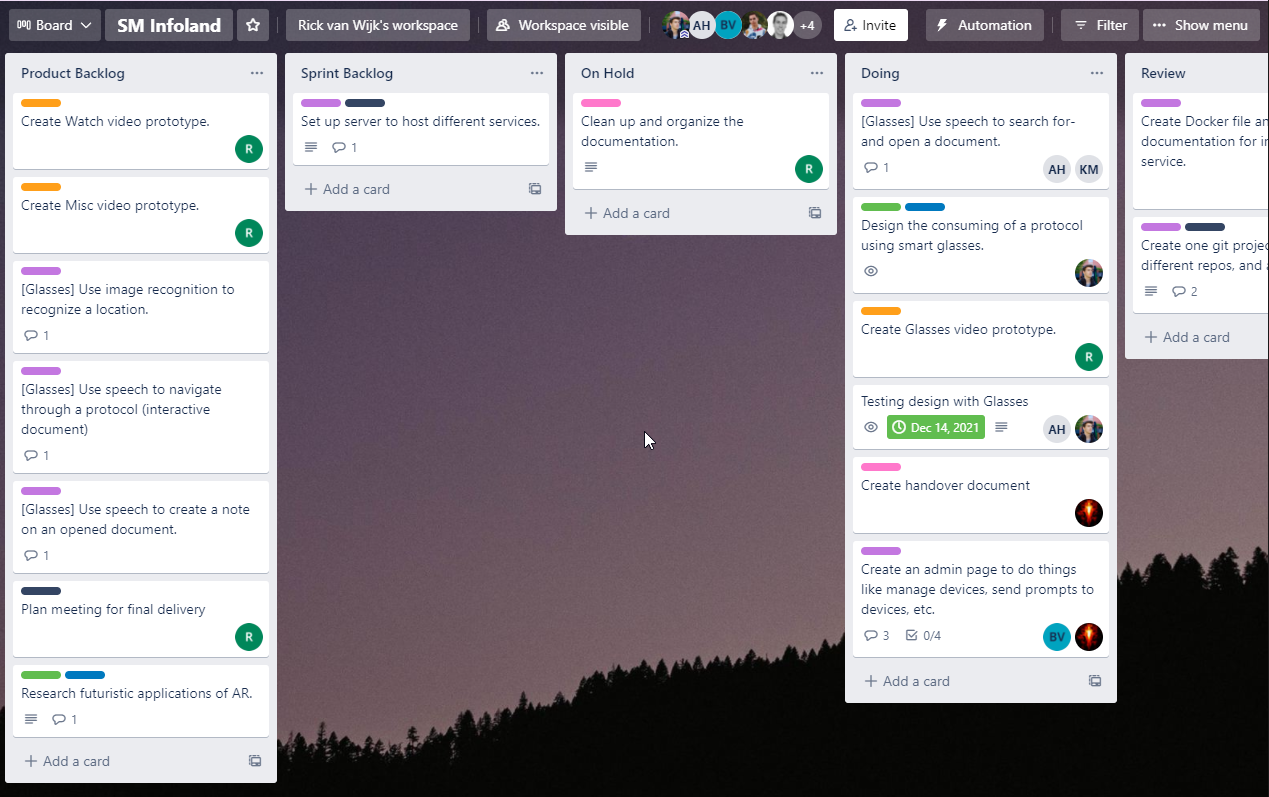 Board
SM Infoland
Rick van Wijk's workspace
Workspace visible
AH
BV
+4
Invite
Automation
Filter
Show menu
Product Backlog
Create Watch video prototype.
R
Create Misc video prototype.
R
[Glasses] Use image recognition to
recognize a location.
1
[Glasses] Use speech to navigate
through a protocol (interactive
document)
1
[Glasses] Use speech to create a note
on an opened document.
1
Plan meeting for final delivery
R
Research futuristic applications of AR.
1
Add a card
Sprint Backlog
Set up server to host different services.
1
Add a card
On Hold
Clean up and organize the
documentation.
R
Add a card
Doing
[Glasses] Use speech to search for-
and open a document.
1
AH
KM
Design the consuming of a protocol
using smart glasses.
Create Glasses video prototype.
R
Testing design with Glasses
Dec 14, 2021
AH
Create handover document
Create an admin page to do things
like manage devices, send prompts to
devices, etc.
3
0/4
BV
Add a card
Review
Create Docker file
documentation for
service.
Create one git
different repos, and
2
Add a card